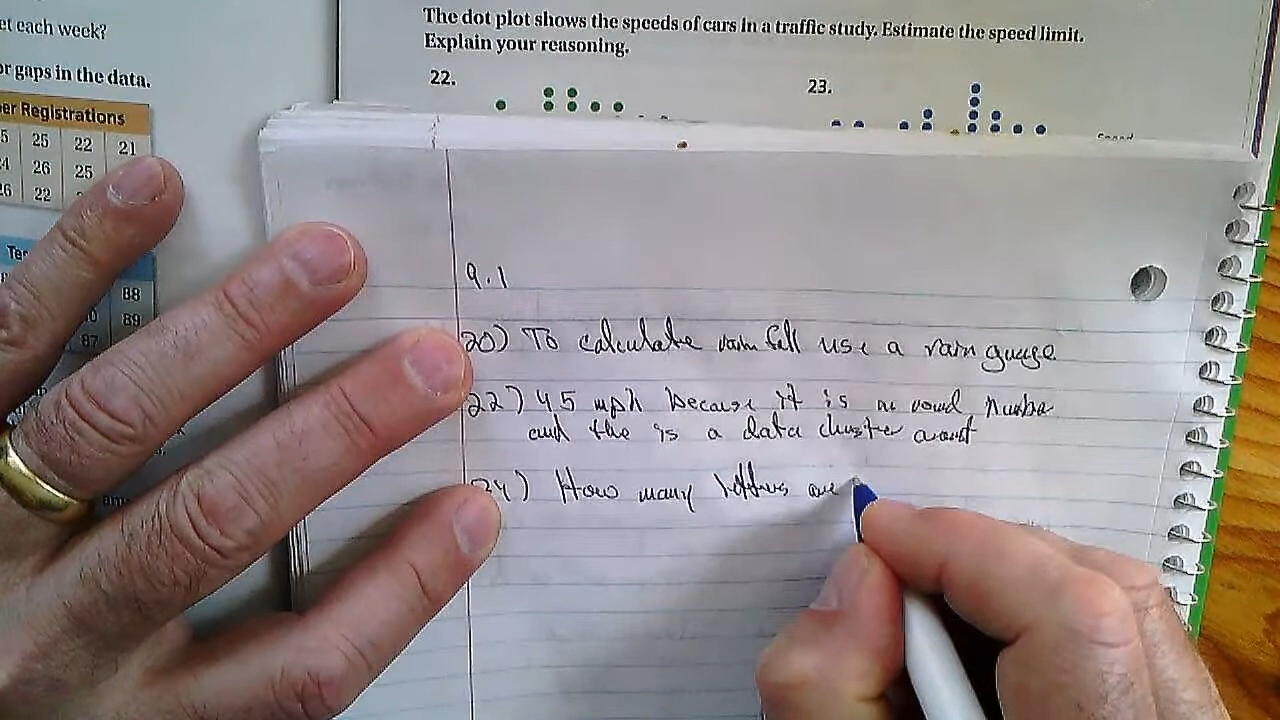 et each week?
or gaps in the data.
er Registrations
5 25 22 21
4 26 25
26 22
Te
88
89
87
The dot plot shows the speeds of cars in a traffic study. Estimate the speed limit.
Explain your reasoning.
22.
23.
9.1
20) To calculate rain fall use a rain guage
22) 45 mph because it is
and the is a data cluster
24) How many letters are